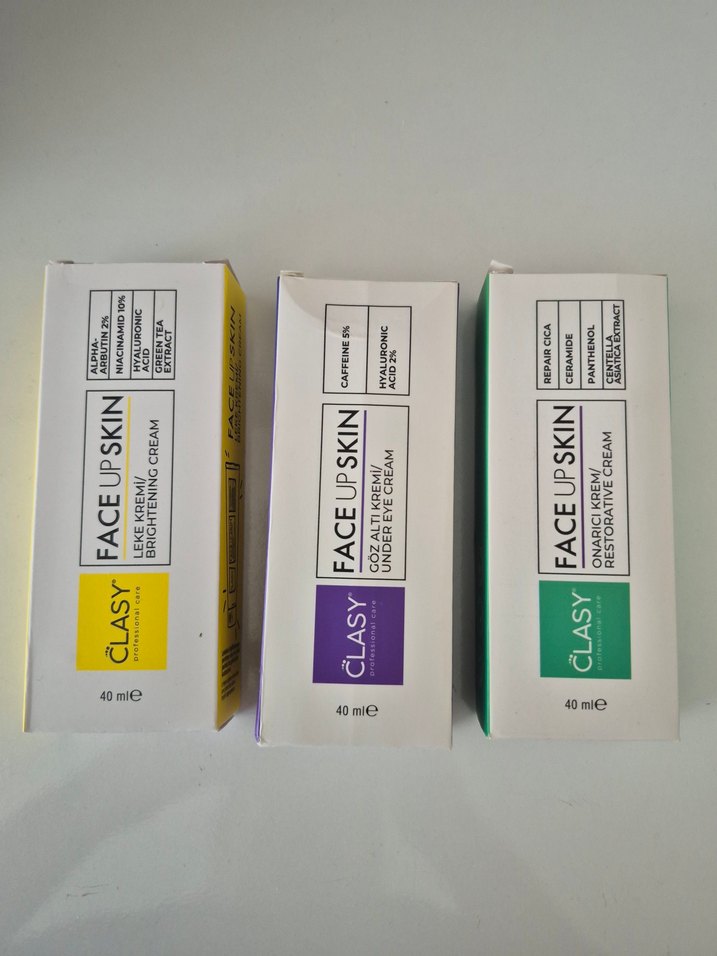 ALPHA-
ARBUTIN 2%
NIACINAMID 10%
HYALURONIC
ACID
GREEN TEA
EXTRACT
FACE UP SKIN
LEKE KREMİ/
BRIGHTENING CREAM
CLASY®
professional care
40 ml℮
FACE UP SKIN
CAFFEINE 5%
HYALURONIC
ACID 2%
FACE UP SKIN
GÖZ ALTI KREMİ/
UNDER EYE CREAM
CLASY®
professional care
40 ml℮
REPAIR CICA
CERAMIDE
PANTHENOL
CENTELLA
ASIATICA EXTRACT
FACE UP SKIN
ONARICI KREM/
RESTORATIVE CREAM
CLASY®
professional care
40 ml℮